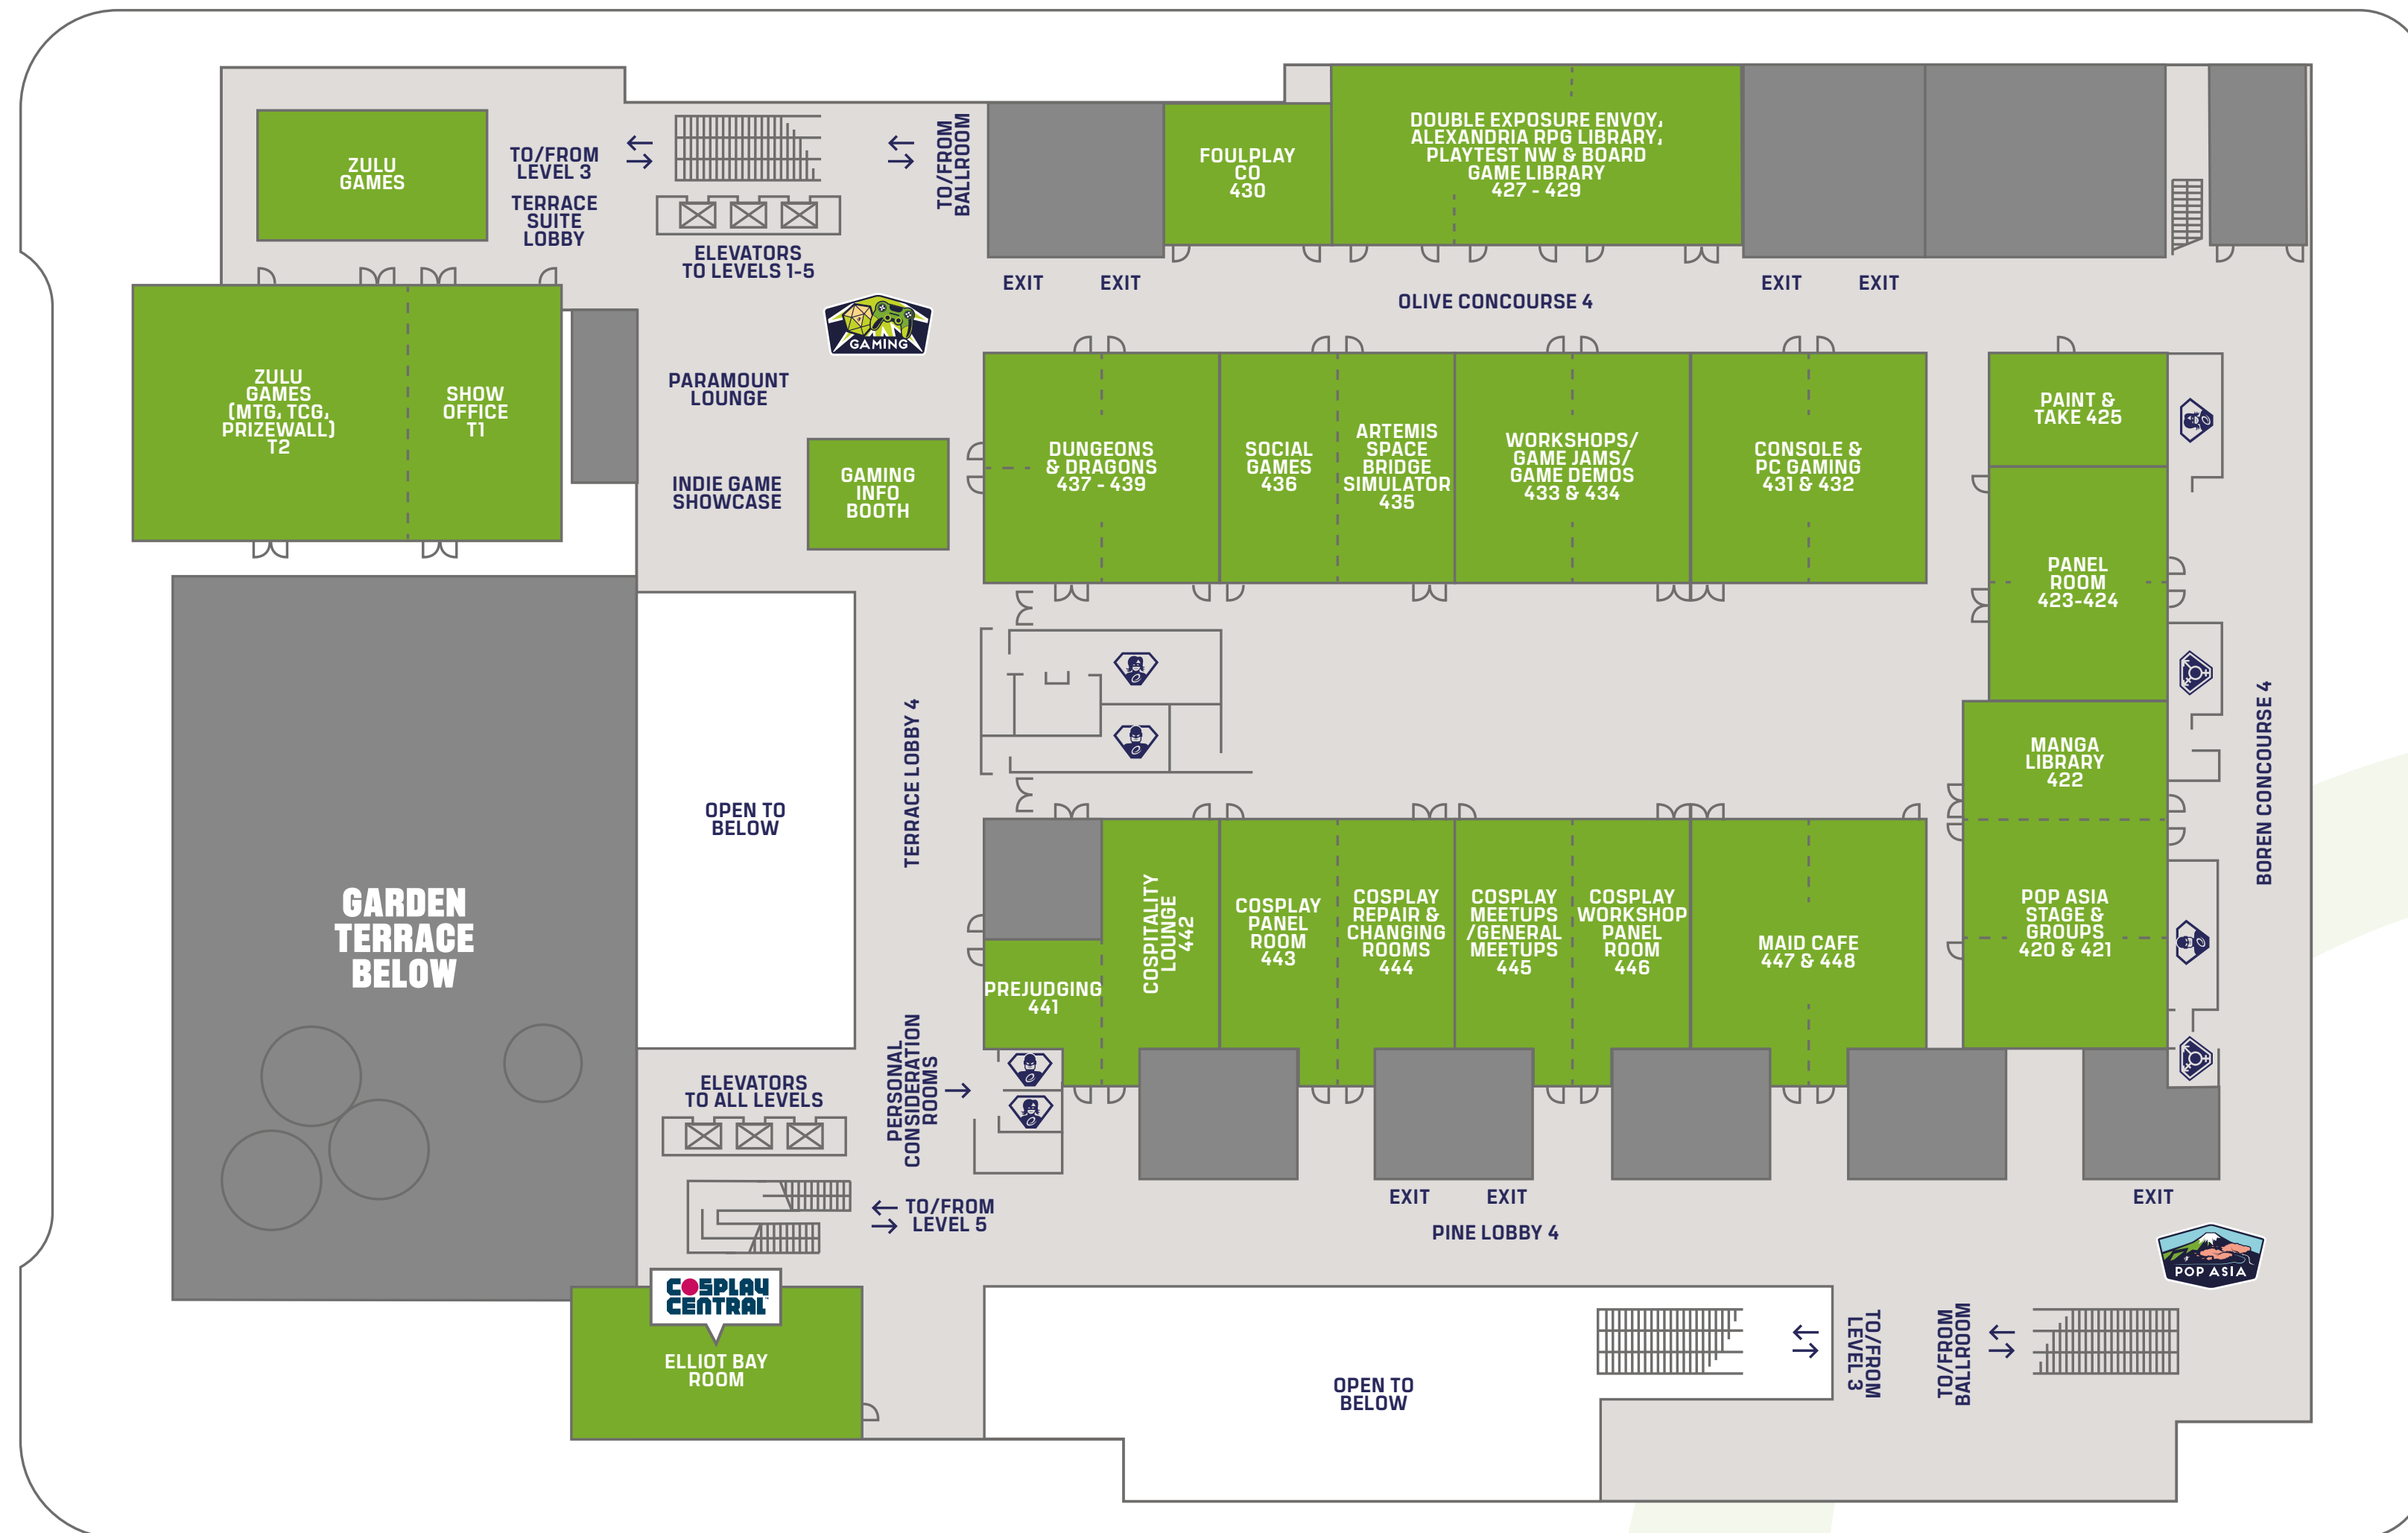 ZULU
GAMES
TO/FROM
LEVEL 3
TERRACE
SUITE
LOBBY
ELEVATORS
TO LEVELS 1-5
TO/FROM
BALLROOM
FOULPLAY
CO
430
DOUBLE EXPOSURE ENVOY,
ALEXANDRIA RPG LIBRARY,
PLAYTEST NW & BOARD
GAME LIBRARY
427 - 429
EXIT
EXIT
OLIVE CONCOURSE 4
EXIT
EXIT
GAMING
ZULU
GAMES
(MTG, TCG,
PRIZEWALL)
T2
SHOW
OFFICE
T1
PARAMOUNT
LOUNGE
INDIE GAME
SHOWCASE
GAMING
INFO
BOOTH
DUNGEONS
& DRAGONS
437 - 439
SOCIAL
GAMES
436
ARTEMIS
SPACE
BRIDGE
SIMULATOR
435
WORKSHOPS/
GAME JAMS/
GAME DEMOS
433 & 434
CONSOLE &
PC GAMING
431 & 432
PAINT &
TAKE 425
PANEL
ROOM
423-424
MANGA
LIBRARY
422
POP ASIA
STAGE &
GROUPS
420 & 421
BOREN CONCOURSE 4
TERRACE LOBBY 4
OPEN TO
BELOW
GARDEN
TERRACE
BELOW
PREJUDGING
441
COSPITALITY
LOUNGE
442
COSPLAY
PANEL
ROOM
443
COSPLAY
REPAIR &
CHANGING
ROOMS
444
COSPLAY
MEETUPS
/GENERAL
MEETUPS
445
COSPLAY
WORKSHOP
PANEL
ROOM
446
MAID CAFE
447 & 448
PERSONAL
CONSIDERATION
ROOMS
ELEVATORS
TO ALL LEVELS
TO/FROM
LEVEL 5
EXIT
EXIT
PINE LOBBY 4
EXIT
POP ASIA
COSPLAY
CENTRAL
ELLIOT BAY
ROOM
OPEN TO
BELOW
TO/FROM
LEVEL 3
TO/FROM
BALLROOM